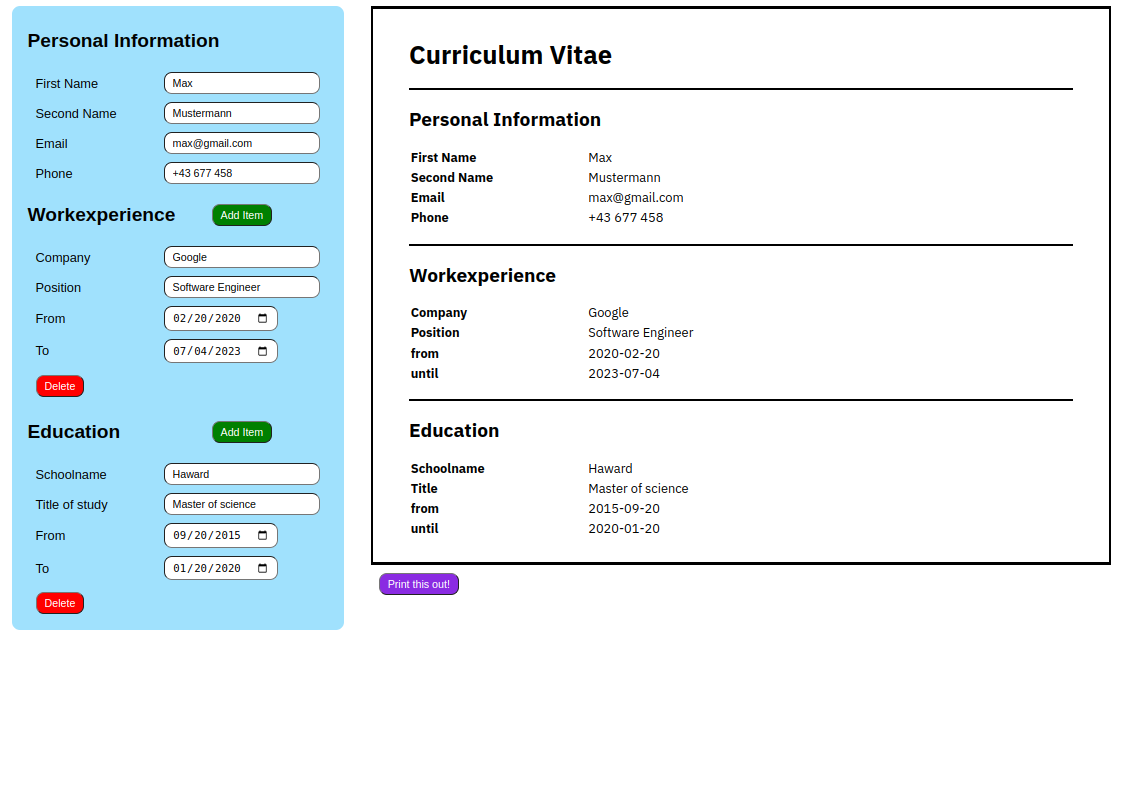 Personal Information
First Name Max
Second Name Mustermann
Email max@gmail.com
Phone +43 677 458
Workexperience Add Item
Company Google
Position Software Engineer
From 02/20/2020
To 07/04/2023
Delete
Education Add Item
Schoolname Haward
Title of study Master of science
From 09/20/2015
To 01/20/2020
Delete
Curriculum Vitae
Personal Information
First Name Max
Second Name Mustermann
Email max@gmail.com
Phone +43 677 458
Workexperience
Company Google
Position Software Engineer
from 2020-02-20
until 2023-07-04
Education
Schoolname Haward
Title Master of science
from 2015-09-20
until 2020-01-20
Print this out!